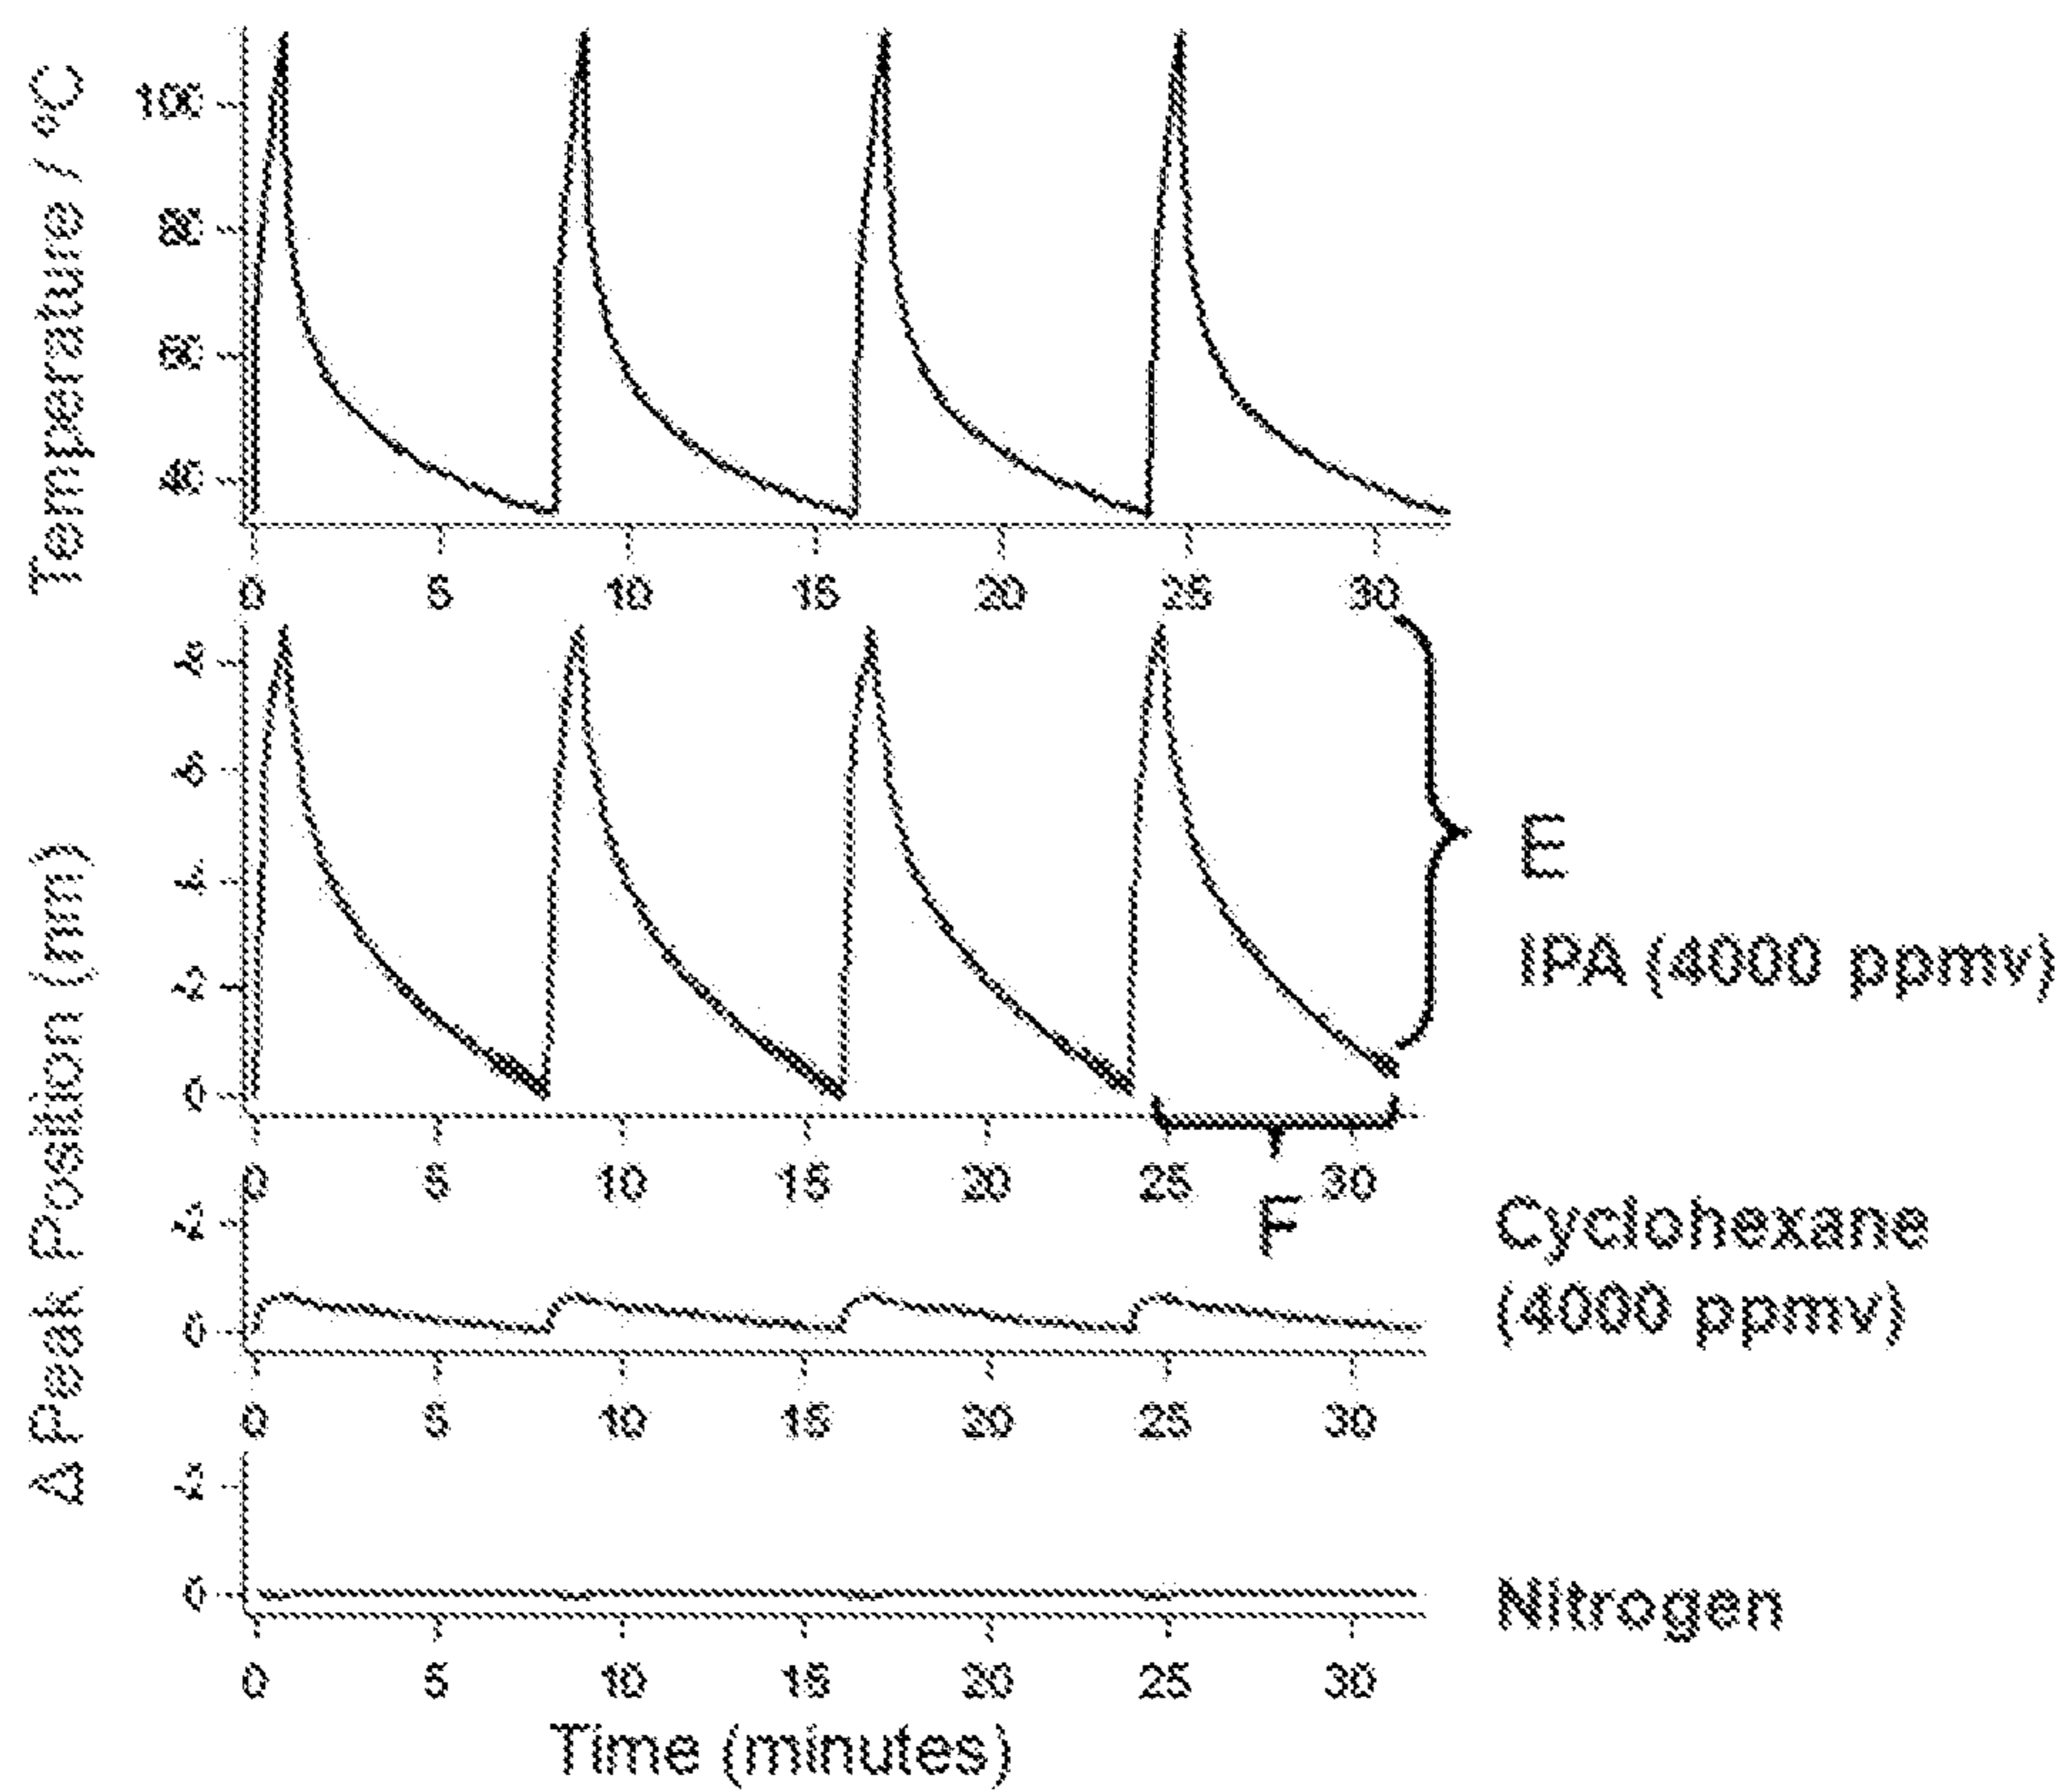 Temperature / °C
100
80
60
40
0 5 10 15 20 25 30
Δ Peak Position (nm)
8
6
4
2
0
E
IPA (4000 ppmv)
0 5 10 15 20 25 30
F
2
0
Cyclohexane
(4000 ppmv)
0 5 10 15 20 25 30
2
0
Nitrogen
0 5 10 15 20 25 30
Time (minutes)